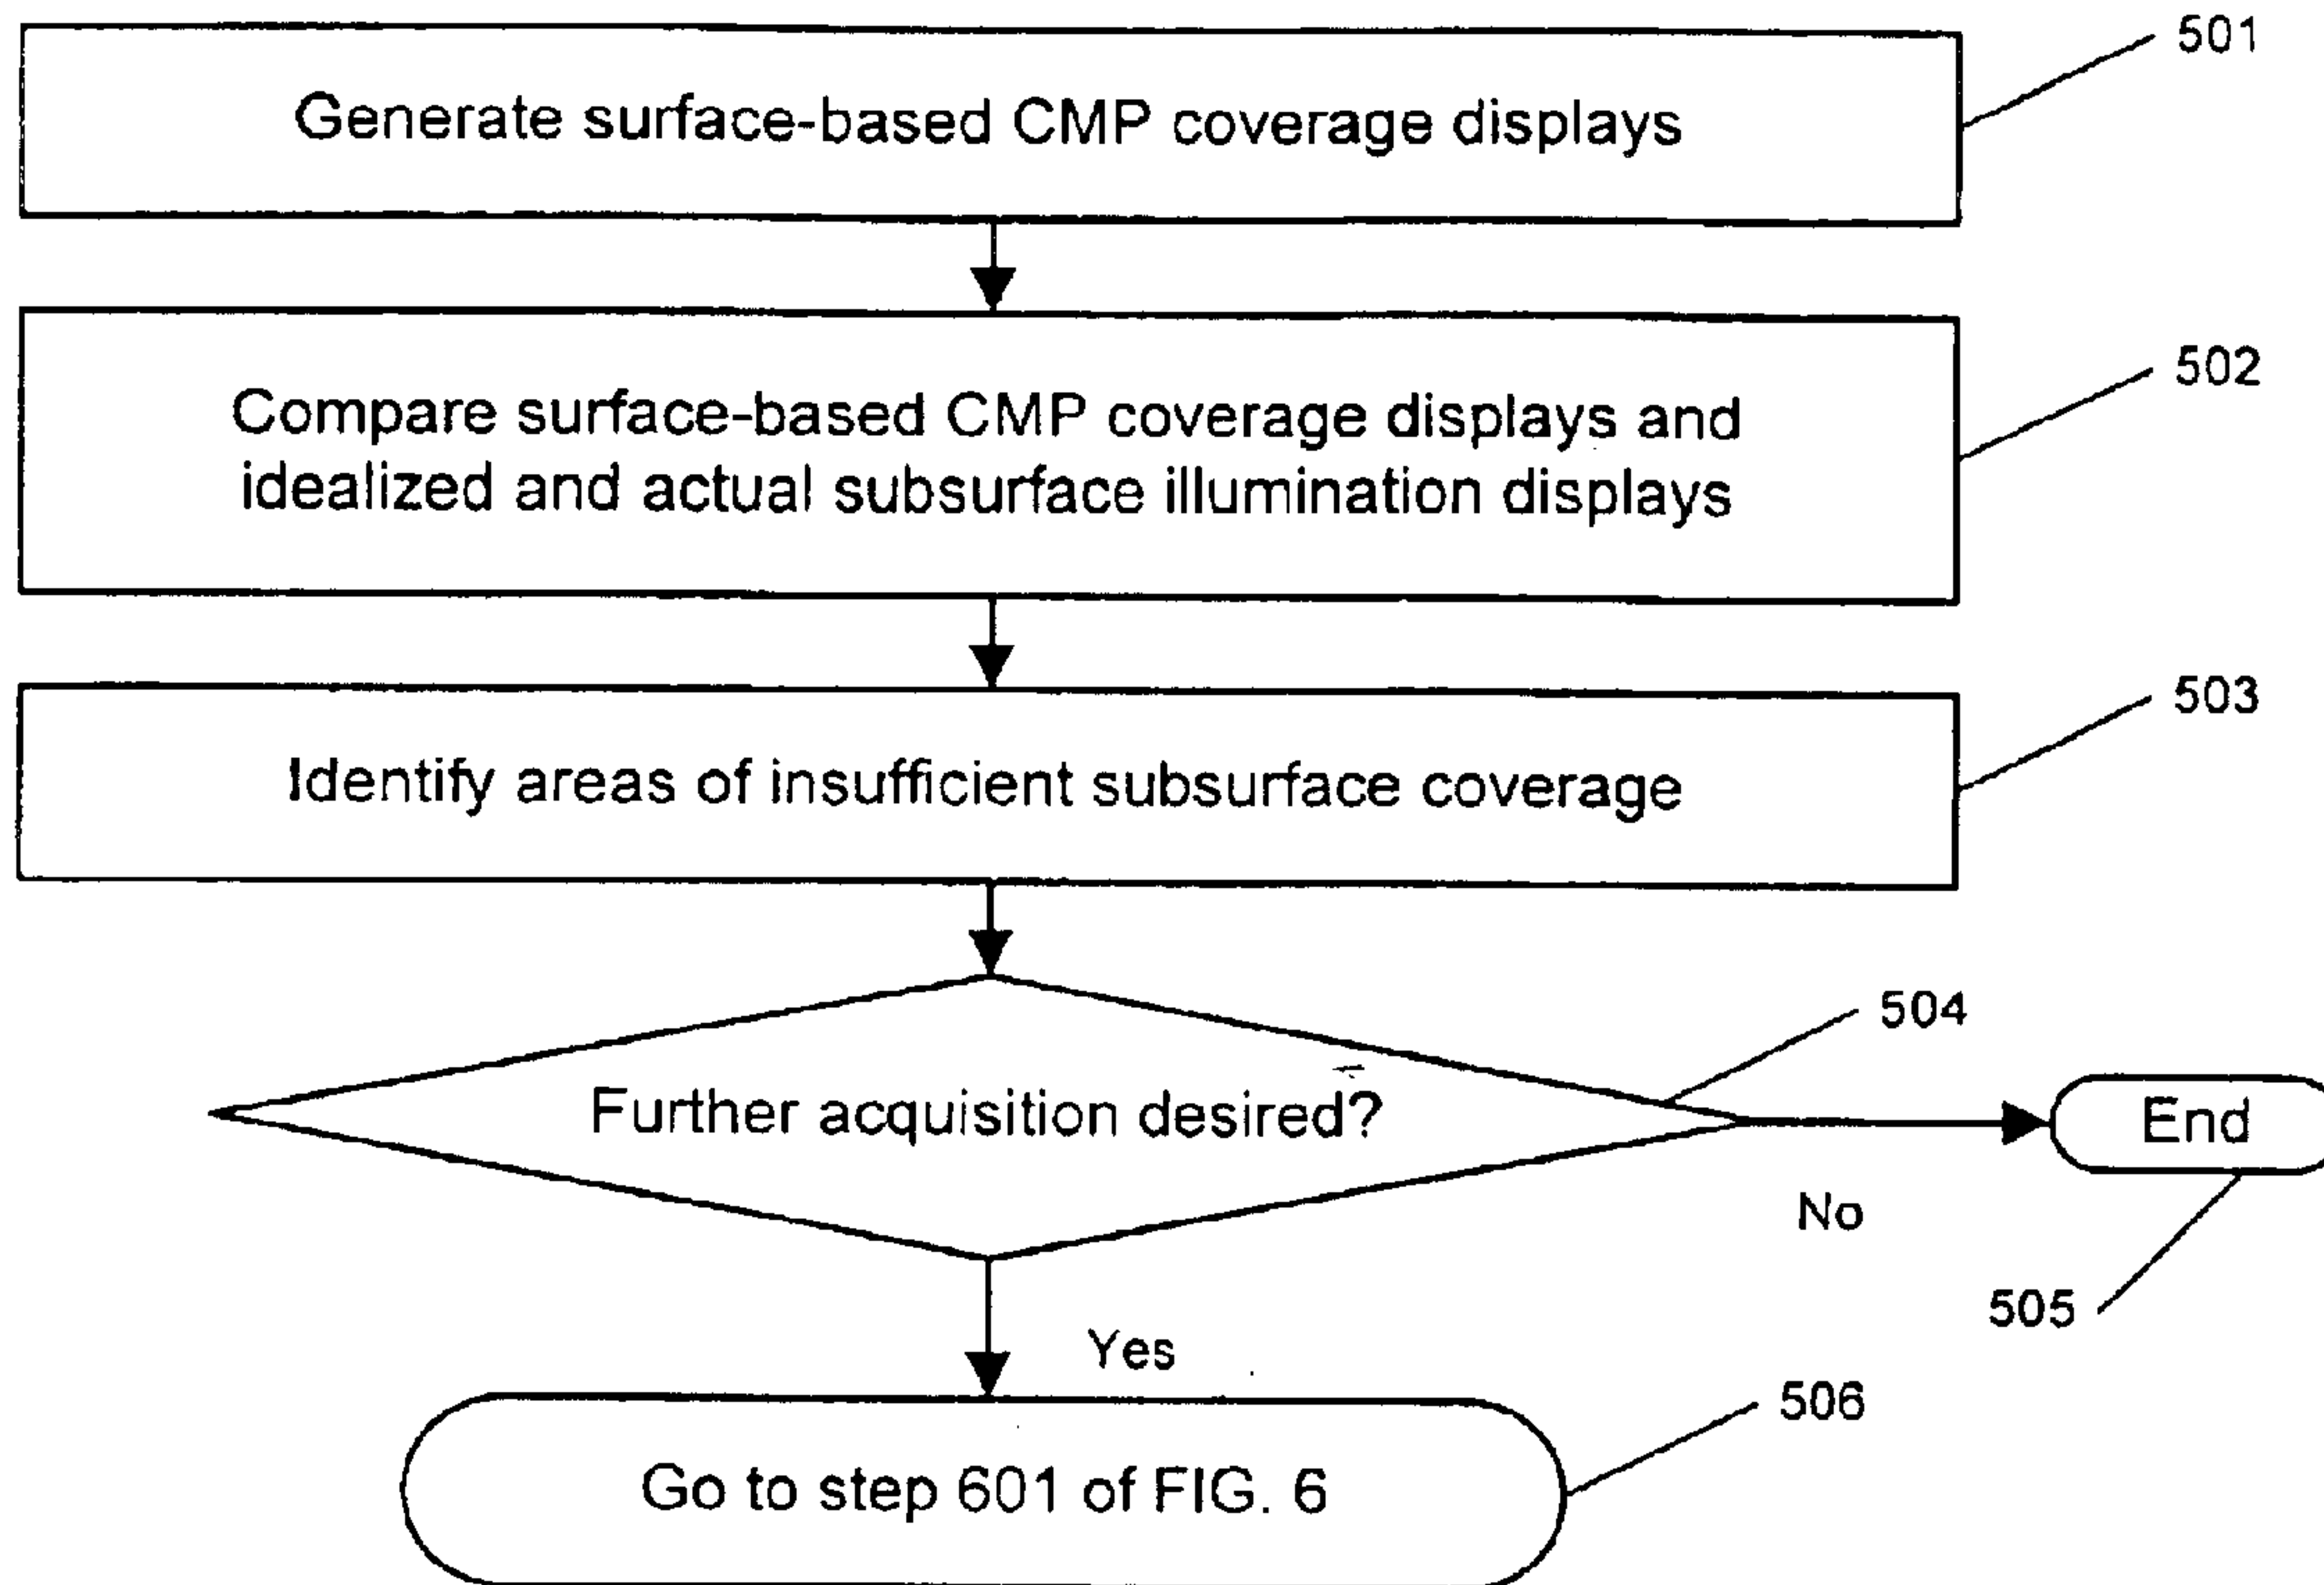 501
Generate surface-based CMP coverage displays
502
Compare surface-based CMP coverage displays and
idealized and actual subsurface illumination displays
503
Identify areas of insufficient subsurface coverage
504
Further acquisition desired?
End
No
505
Yes
506
Go to step 601 of FIG. 6